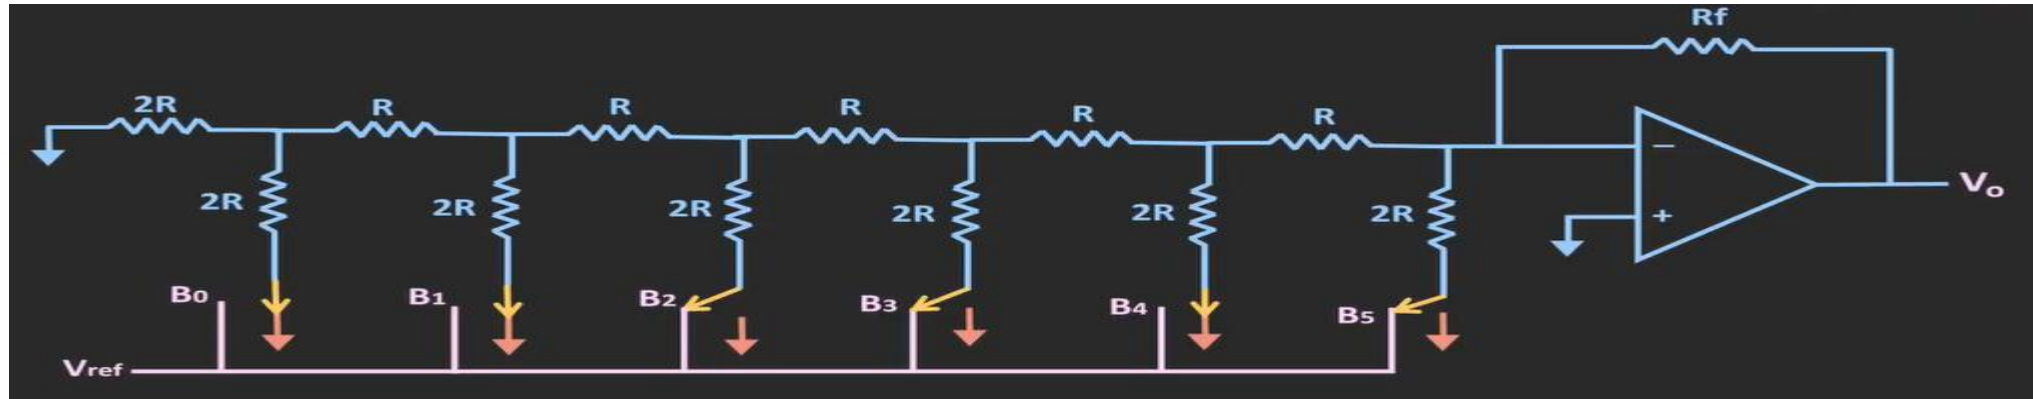 Rf
2R R R R R R
2R 2R 2R 2R 2R 2R
−
+
Vo
B0 B1 B2 B3 B4 B5
Vref